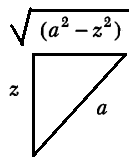 √(a² − z²)
z
a